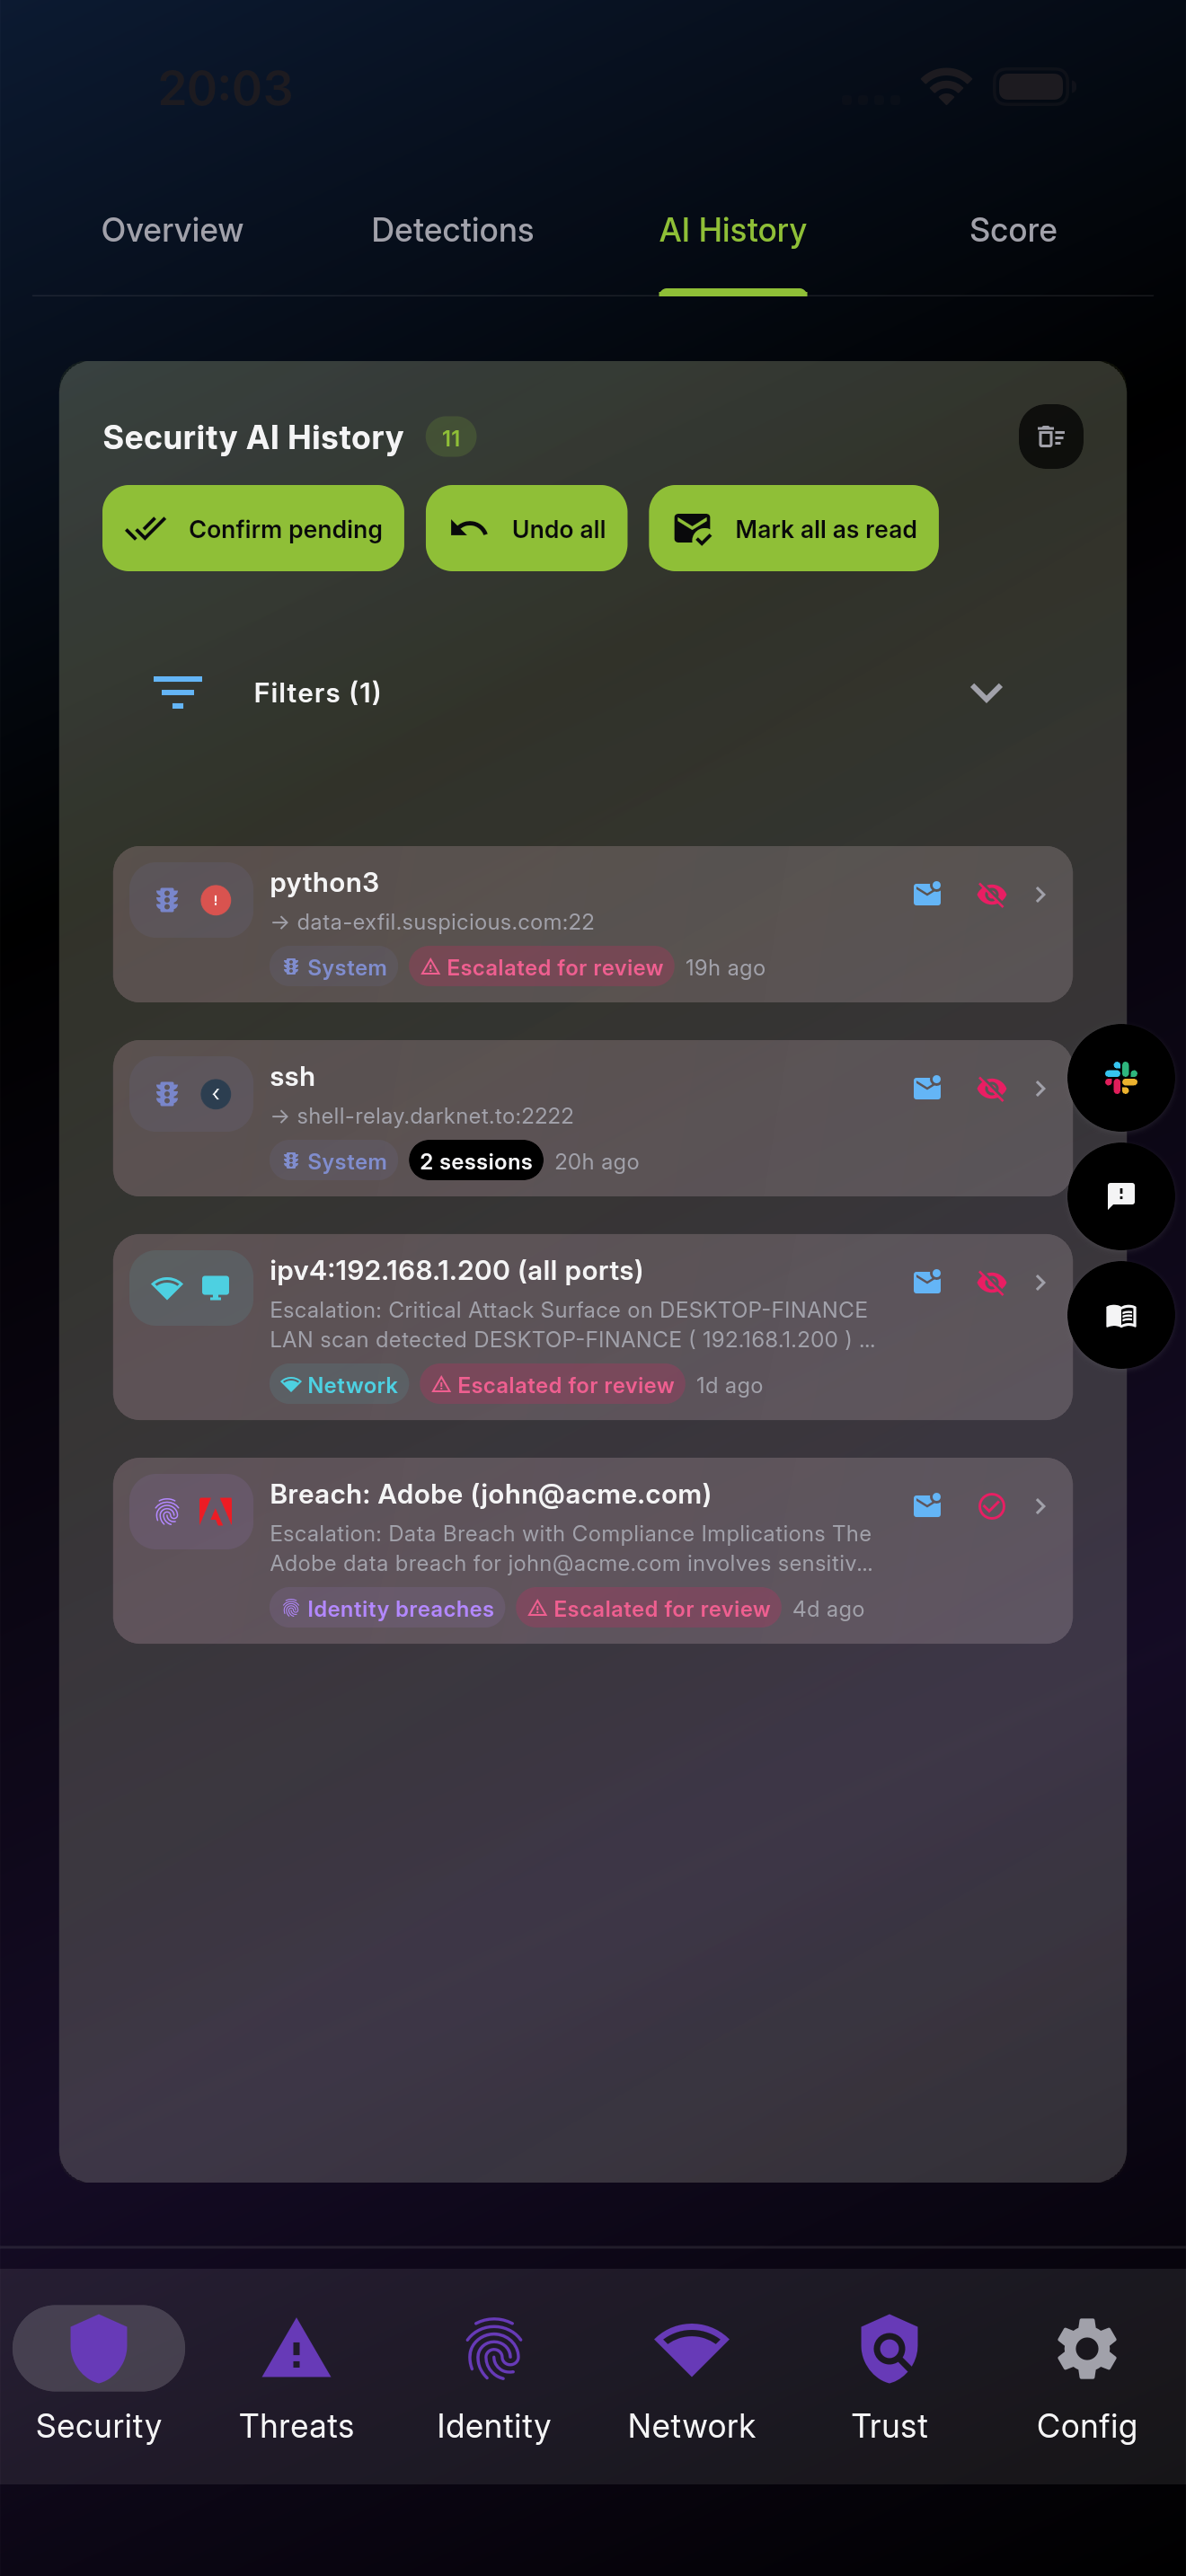 20:03
Overview Detections AI History Score
Security AI History 11
Confirm pending Undo all Mark all as read
Filters (1)
python3
→ data-exfil.suspicious.com:22
System Escalated for review 19h ago
ssh
→ shell-relay.darknet.to:2222
System 2 sessions 20h ago
ipv4:192.168.1.200 (all ports)
Escalation: Critical Attack Surface on DESKTOP-FINANCE
LAN scan detected DESKTOP-FINANCE ( 192.168.1.200 ) ...
Network Escalated for review 1d ago
Breach: Adobe (john@acme.com)
Escalation: Data Breach with Compliance Implications The
Adobe data breach for john@acme.com involves sensitiv...
Identity breaches Escalated for review 4d ago
Security Threats Identity Network Trust Config